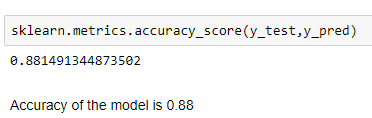 sklearn.metrics.accuracy_score(y_test,y_pred)
0.881491344873502
Accuracy of the model is 0.88